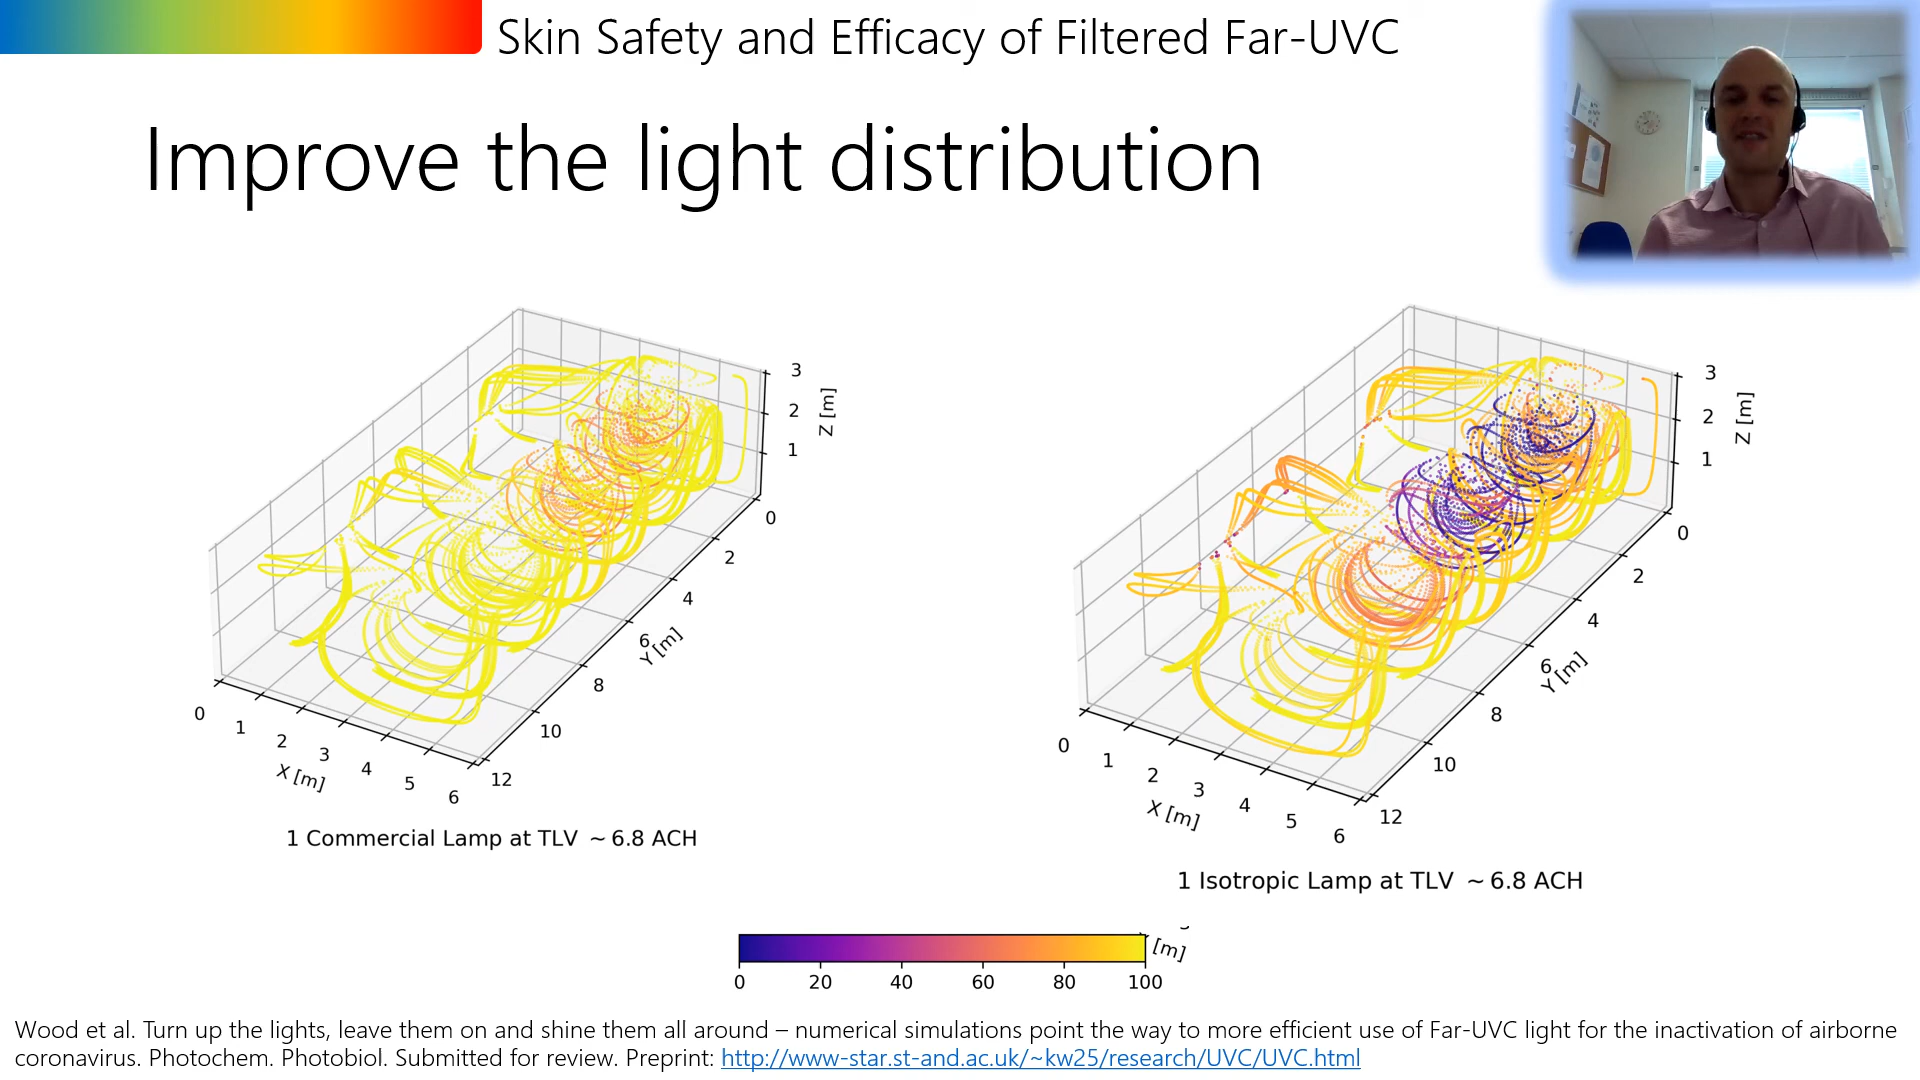 Skin Safety and Efficacy of Filtered Far-UVC
Improve the light distribution
3
2
1
Z [m]
0
2
4
6
8
10
12
Y [m]
0
1
2
3
4
5
6
X [m]
1 Commercial Lamp at TLV ~ 6.8 ACH
3
2
1
Z [m]
0
2
4
6
8
10
12
Y [m]
0
1
2
3
4
5
6
X [m]
1 Isotropic Lamp at TLV ~ 6.8 ACH
[m]
0 20 40 60 80 100
Wood et al. Turn up the lights, leave them on and shine them all around – numerical simulations point the way to more efficient use of Far-UVC light for the inactivation of airborne
coronavirus. Photochem. Photobiol. Submitted for review. Preprint: http://www-star.st-and.ac.uk/~kw25/research/UVC/UVC.html